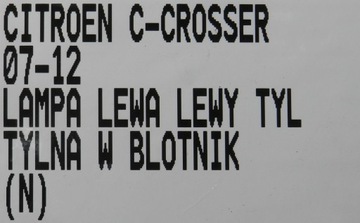 CITROEN C-CROSSER
07-12
LAMPA LEWA LEWY TYL
TYLNA W BLOTNIK
(N)